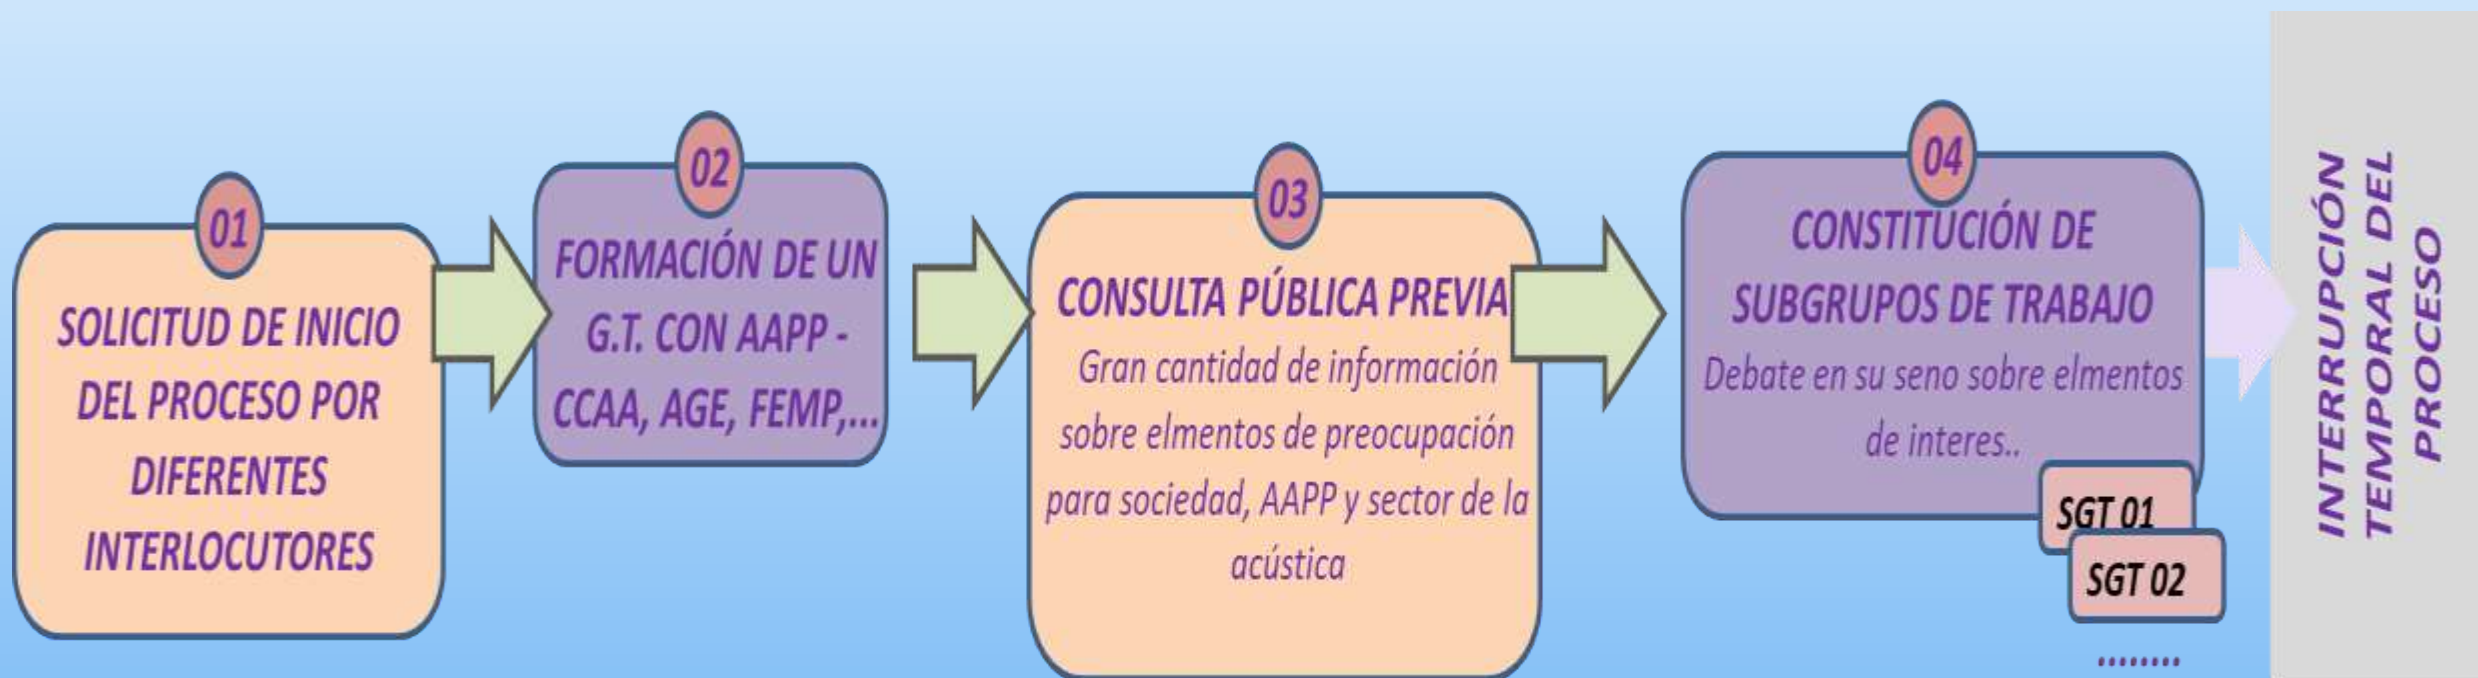 01
SOLICITUD DE INICIO
DEL PROCESO POR
DIFERENTES
INTERLOCUTORES
02
FORMACIÓN DE UN
G.T. CON AAPP -
CCAA, AGE, FEMP,...
03
CONSULTA PÚBLICA PREVIA
Gran cantidad de información
sobre elmentos de preocupación
para sociedad, AAPP y sector de la
acústica
04
CONSTITUCIÓN DE
SUBGRUPOS DE TRABAJO
Debate en su seno sobre elmentos
de interes..
SGT 01
SGT 02
........
INTERRUPCIÓN
TEMPORAL DEL
PROCESO